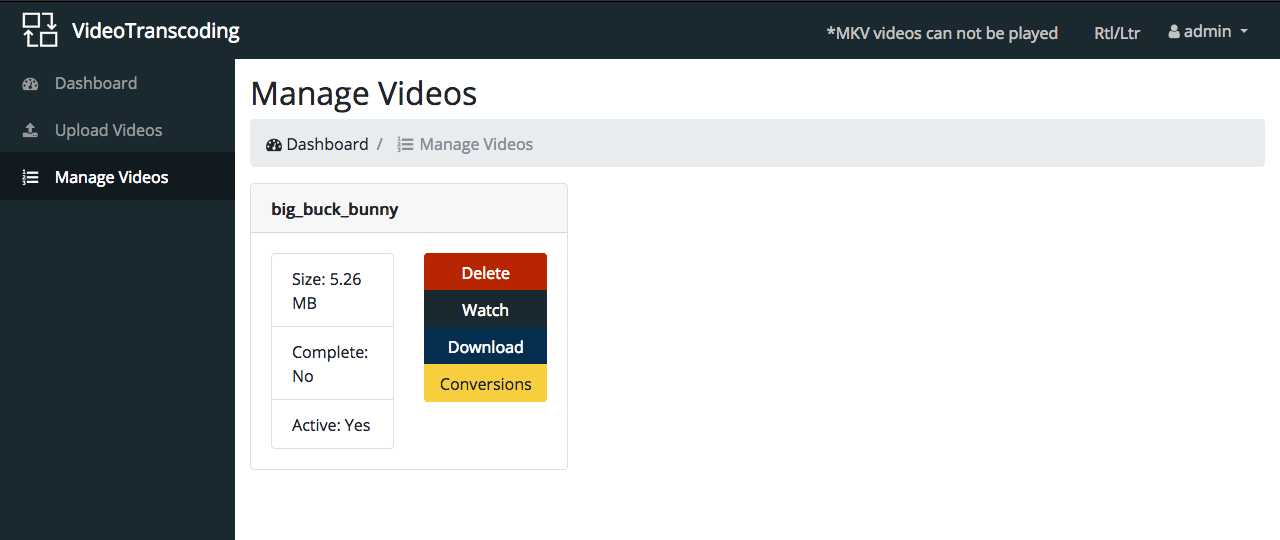 VideoTranscoding
*MKV videos can not be played
Rtl/Ltr
admin
Dashboard
Upload Videos
Manage Videos
Manage Videos
Dashboard / Manage Videos
big_buck_bunny
Size: 5.26
MB
Complete:
No
Active: Yes
Delete
Watch
Download
Conversions